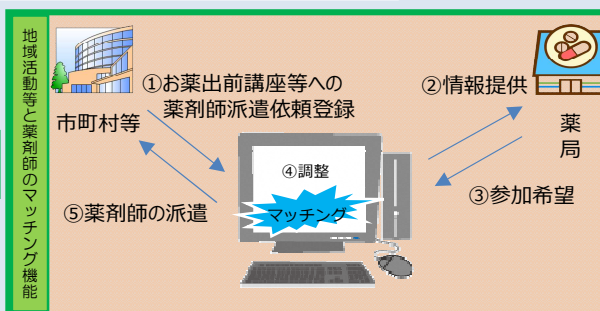 地域活動等と薬剤師のマッチング機能
①お薬出前講座等への
薬剤師派遣依頼登録
②情報提供
市町村等
薬局
④調整
マッチング
③参加希望
⑤薬剤師の派遣